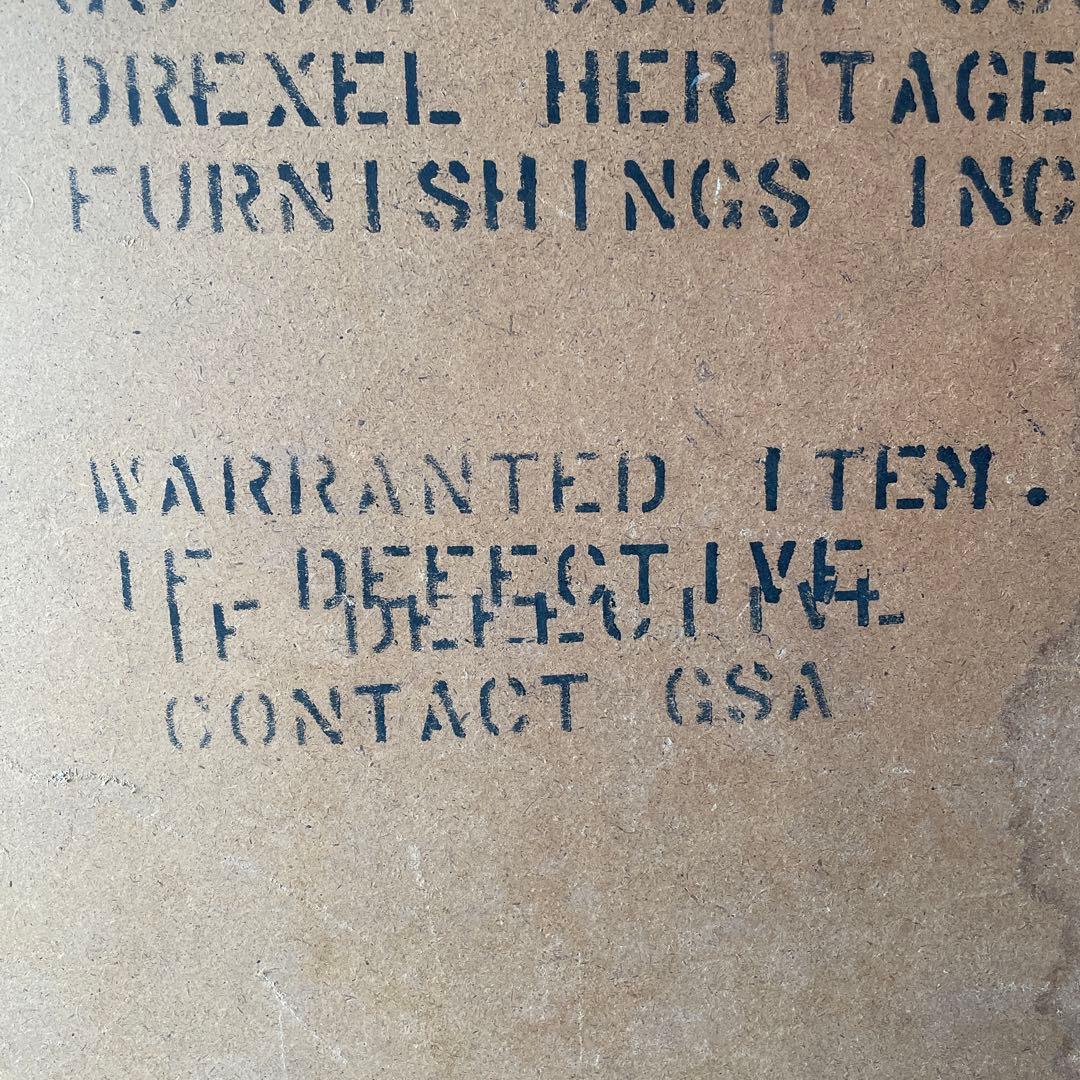 DREXEL HERITAGE
FURNISHINGS INC
WARRANTED ITEM.
IF DEFECTIVE
IF DEFECTIVE
CONTACT GSA